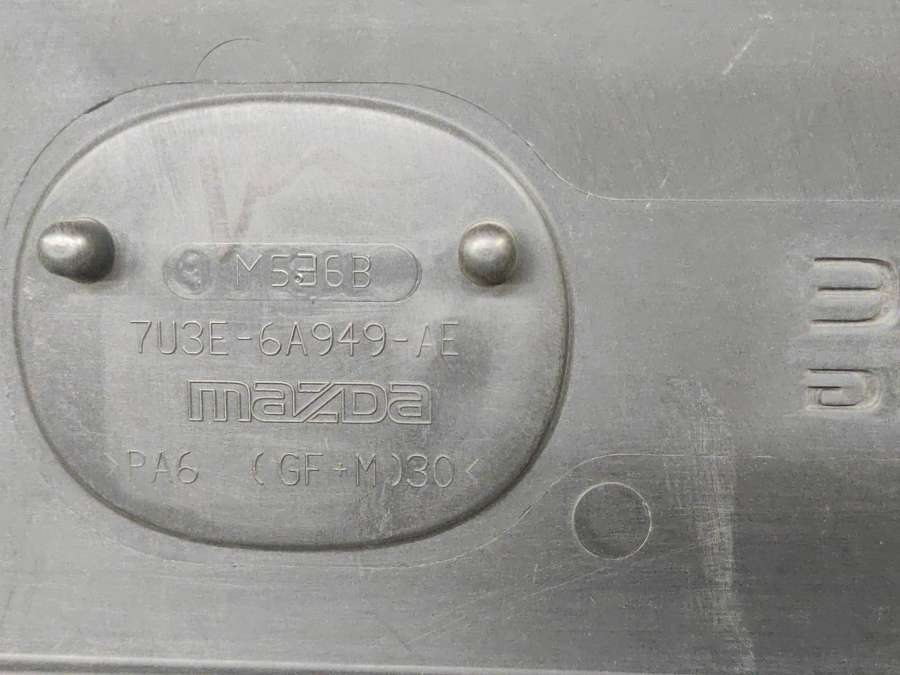 M536B
7U3E-6A949-AE
mazDa
>PA6 (GF+M)30<